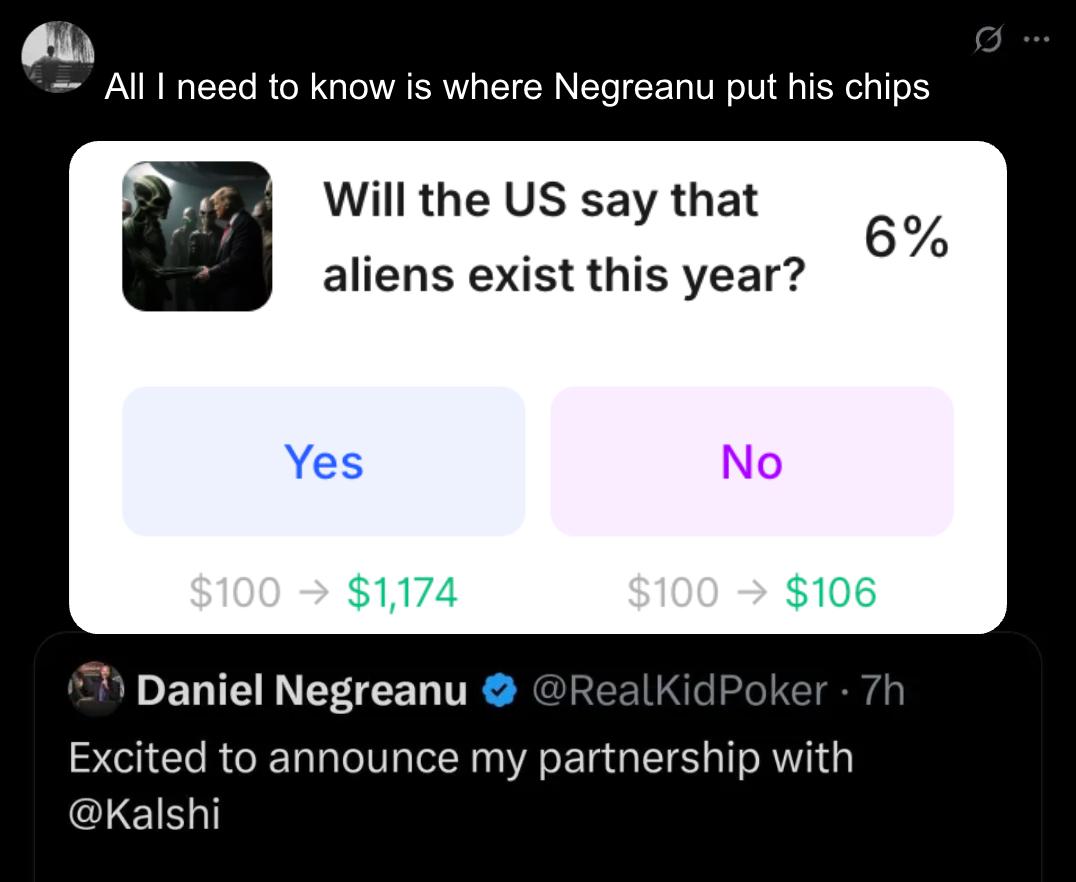 All I need to know is where Negreanu put his chips
Will the US say that
aliens exist this year?
6%
Yes
No
$100 → $1,174
$100 → $106
Daniel Negreanu @RealKidPoker · 7h
Excited to announce my partnership with
@Kalshi